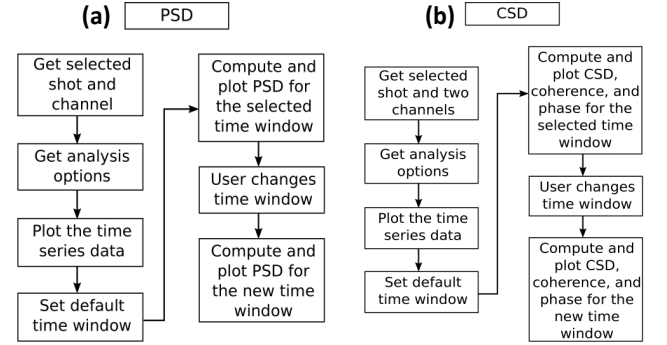 (a) PSD
Get selected
shot and
channel
Get analysis
options
Plot the time
series data
Set default
time window
Compute and
plot PSD for
the selected
time window
User changes
time window
Compute and
plot PSD for
the new time
window
(b) CSD
Get selected
shot and two
channels
Get analysis
options
Plot the time
series data
Set default
time window
Compute and
plot CSD,
coherence, and
phase for the
selected time
window
User changes
time window
Compute and
plot CSD,
coherence, and
phase for the
new time
window